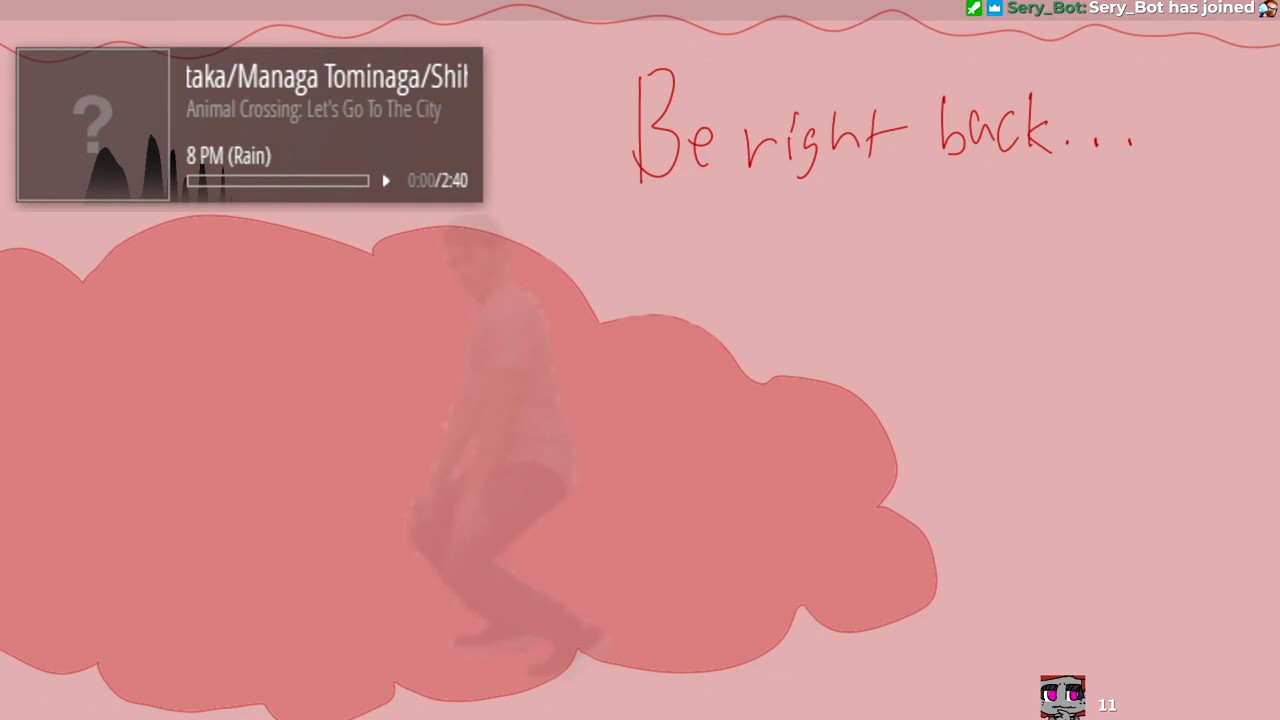 Sery_Bot: Sery_Bot has joined
taka/Managa Tominaga/Shil
Animal Crossing: Let's Go To The City
8 PM (Rain)
0:00/2:40
?
Be right back...
11